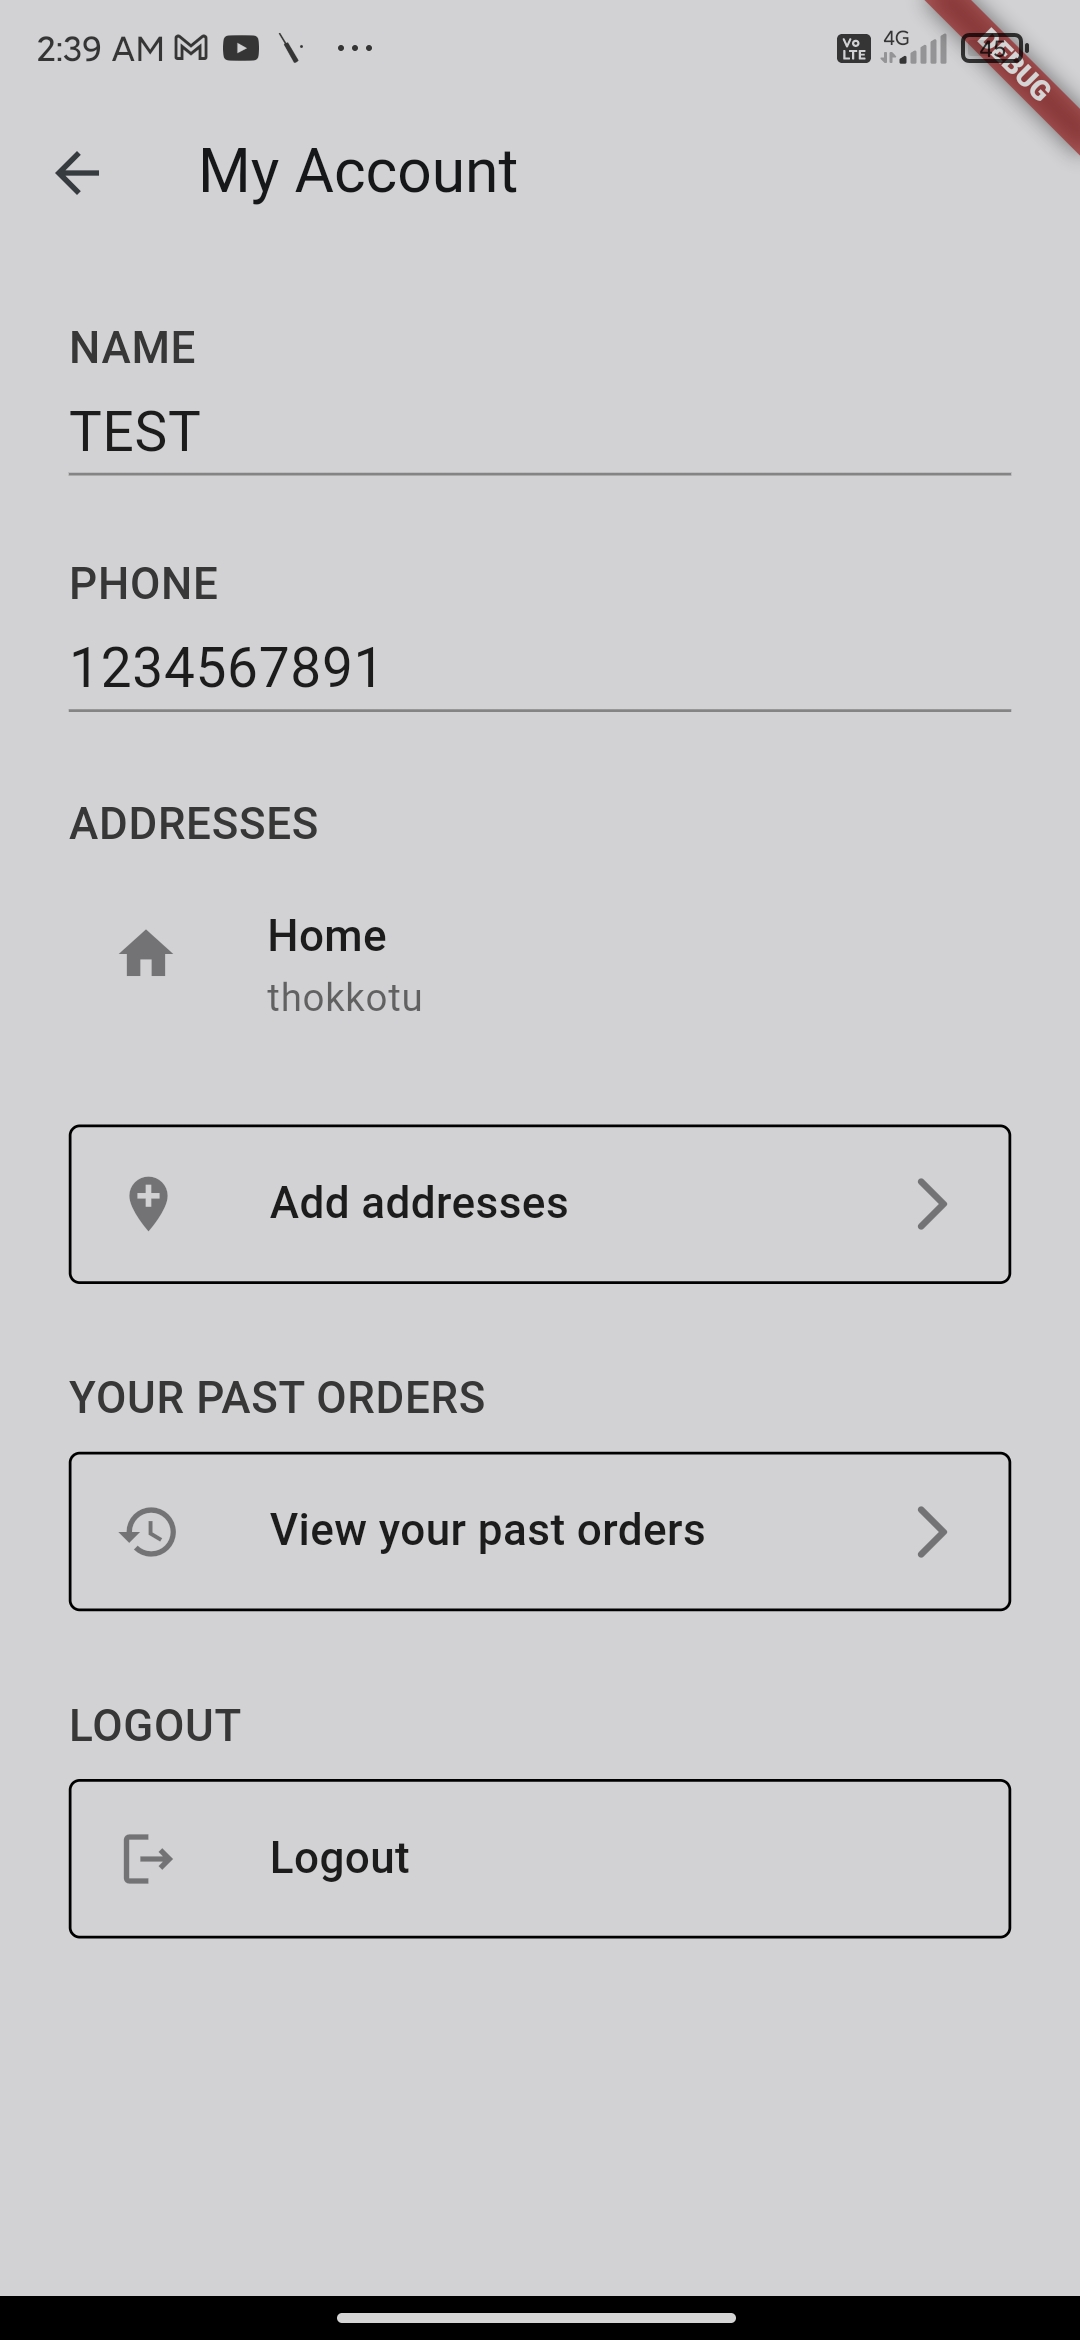 2:39 AM
Vo
LTE
4G
45
DEBUG
My Account
NAME
TEST
PHONE
1234567891
ADDRESSES
Home
thokkotu
Add addresses
YOUR PAST ORDERS
View your past orders
LOGOUT
Logout